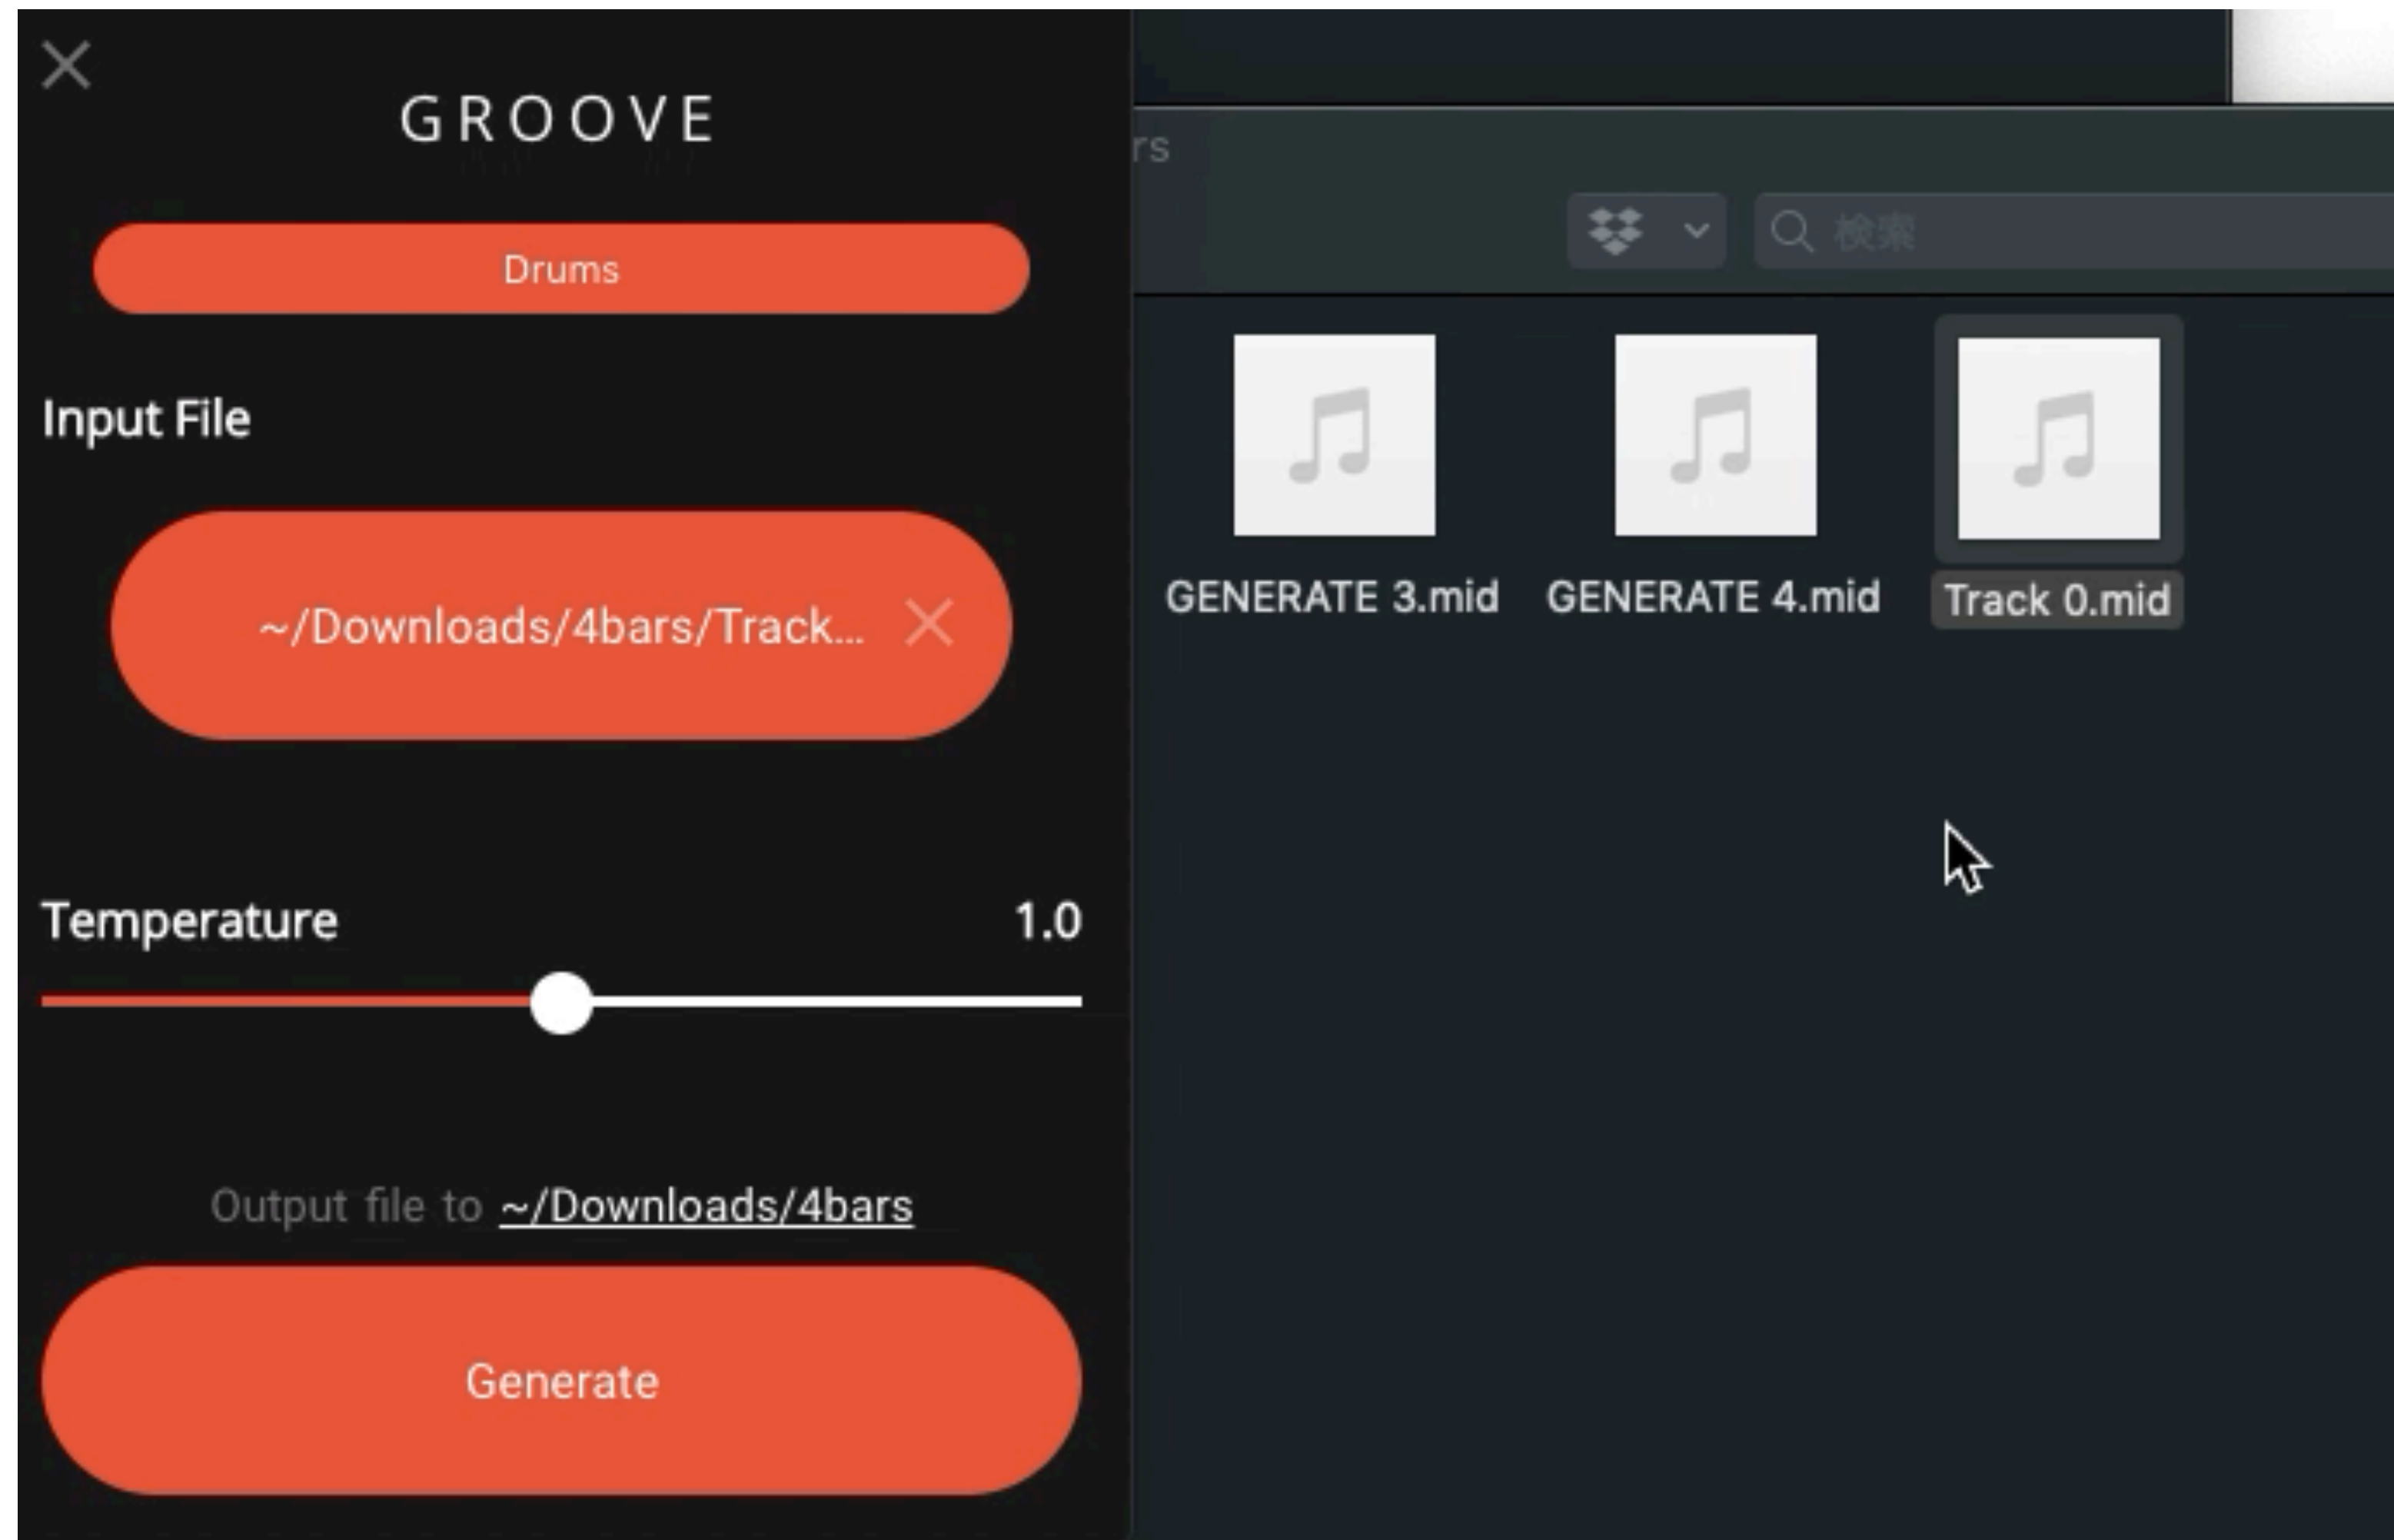 GROOVE
Drums
Input File
~/Downloads/4bars/Track...
Temperature 1.0
Output file to ~/Downloads/4bars
Generate
rs
検索
GENERATE 3.mid
GENERATE 4.mid
Track 0.mid